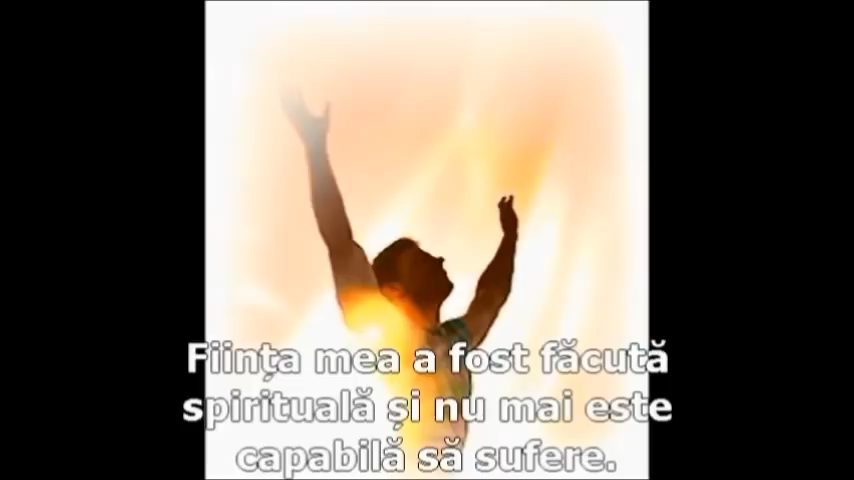 Ființa mea a fost făcută
spirituală și nu mai este
capabilă să sufere.